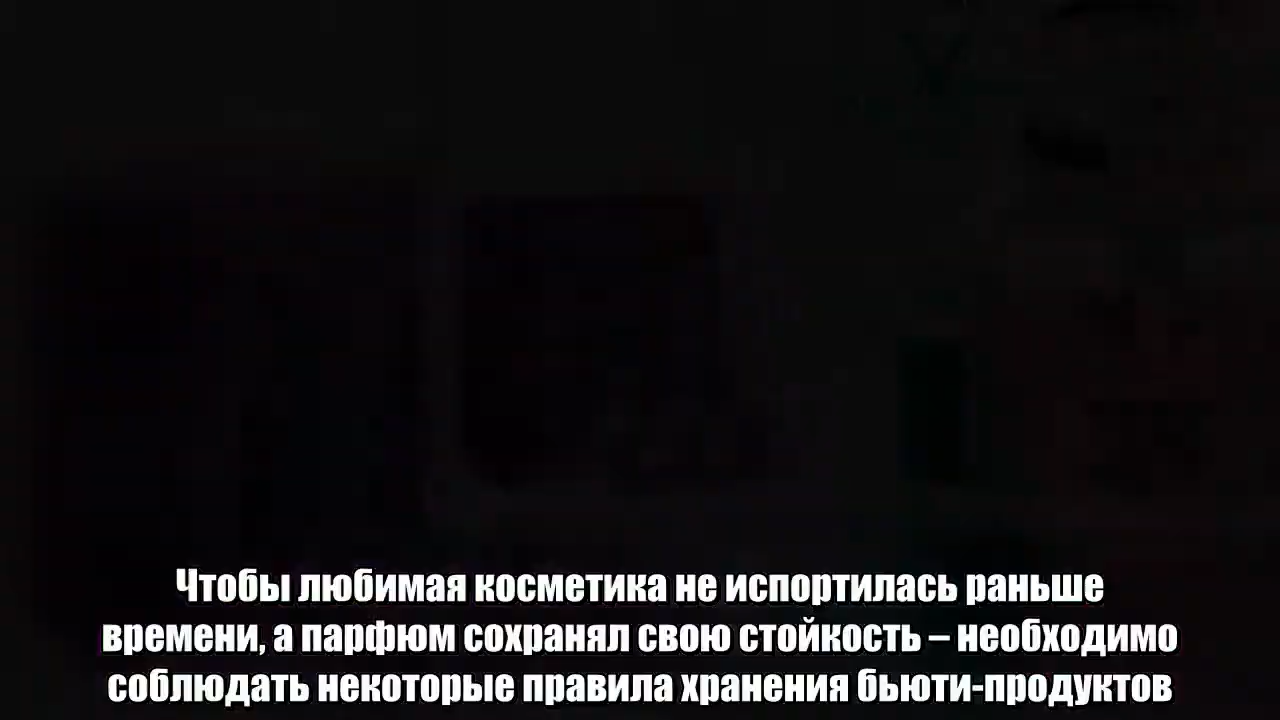 Чтобы любимая косметика не испортилась раньше
времени, а парфюм сохранял свою стойкость – необходимо
соблюдать некоторые правила хранения бьюти-продуктов